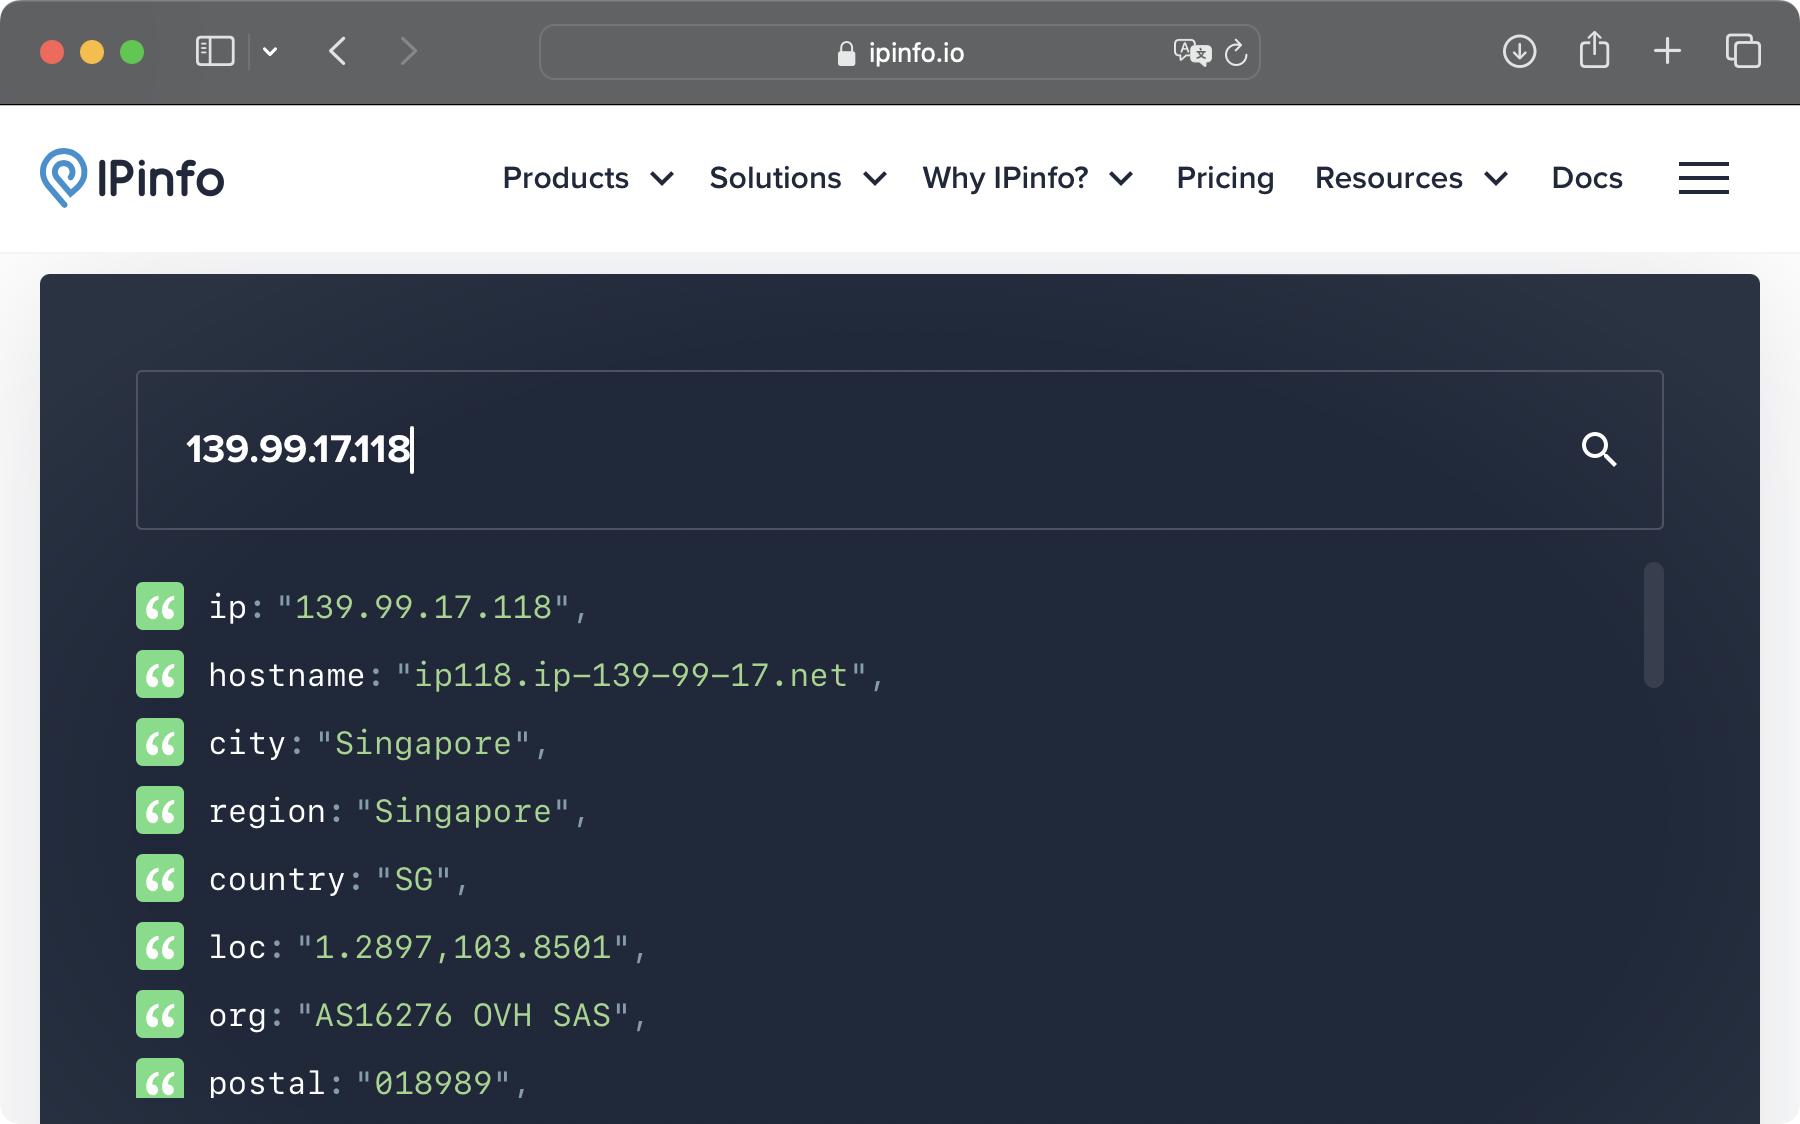 ipinfo.io
IPinfo Products Solutions Why IPinfo? Pricing Resources Docs
139.99.17.118
ip: "139.99.17.118",
hostname: "ip118.ip-139-99-17.net",
city: "Singapore",
region: "Singapore",
country: "SG",
loc: "1.2897,103.8501",
org: "AS16276 OVH SAS",
postal: "018989",